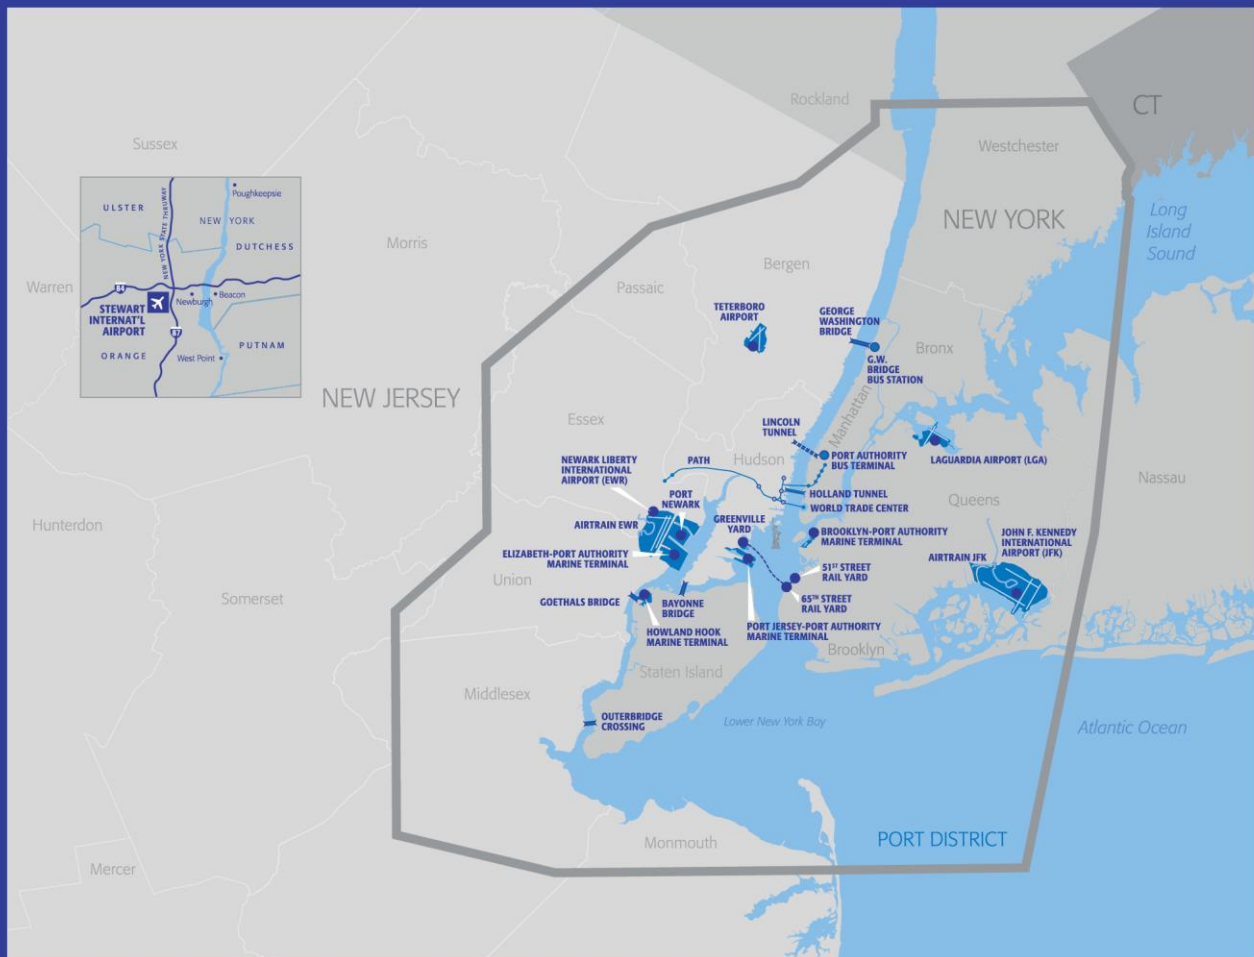 Rockland
CT
Sussex
Westchester
Poughkeepsie
ULSTER
NEW YORK STATE THRUWAY
NEW YORK
DUTCHESS
84
STEWART
INTERNAT'L
AIRPORT
Newburgh
Beacon
87
ORANGE
West Point
PUTNAM
Long
Island
Sound
NEW YORK
Morris
Bergen
Warren
Passaic
TETERBORO
AIRPORT
GEORGE
WASHINGTON
BRIDGE
Bronx
G.W.
BRIDGE
BUS STATION
NEW JERSEY
Manhattan
Essex
LINCOLN
TUNNEL
NEWARK LIBERTY
INTERNATIONAL
AIRPORT (EWR)
PATH
Hudson
PORT AUTHORITY
BUS TERMINAL
LAGUARDIA AIRPORT (LGA)
Nassau
PORT
NEWARK
HOLLAND TUNNEL
Queens
WORLD TRADE CENTER
Hunterdon
AIRTRAIN EWR
GREENVILLE
YARD
BROOKLYN-PORT AUTHORITY
MARINE TERMINAL
JOHN F. KENNEDY
INTERNATIONAL
AIRPORT (JFK)
AIRTRAIN JFK
ELIZABETH-PORT AUTHORITY
MARINE TERMINAL
51ST STREET
RAIL YARD
Union
Somerset
GOETHALS BRIDGE
BAYONNE
BRIDGE
65TH STREET
RAIL YARD
HOWLAND HOOK
MARINE TERMINAL
PORT JERSEY-PORT AUTHORITY
MARINE TERMINAL
Brooklyn
Staten Island
Middlesex
OUTERBRIDGE
CROSSING
Lower New York Bay
Atlantic Ocean
Monmouth
PORT DISTRICT
Mercer